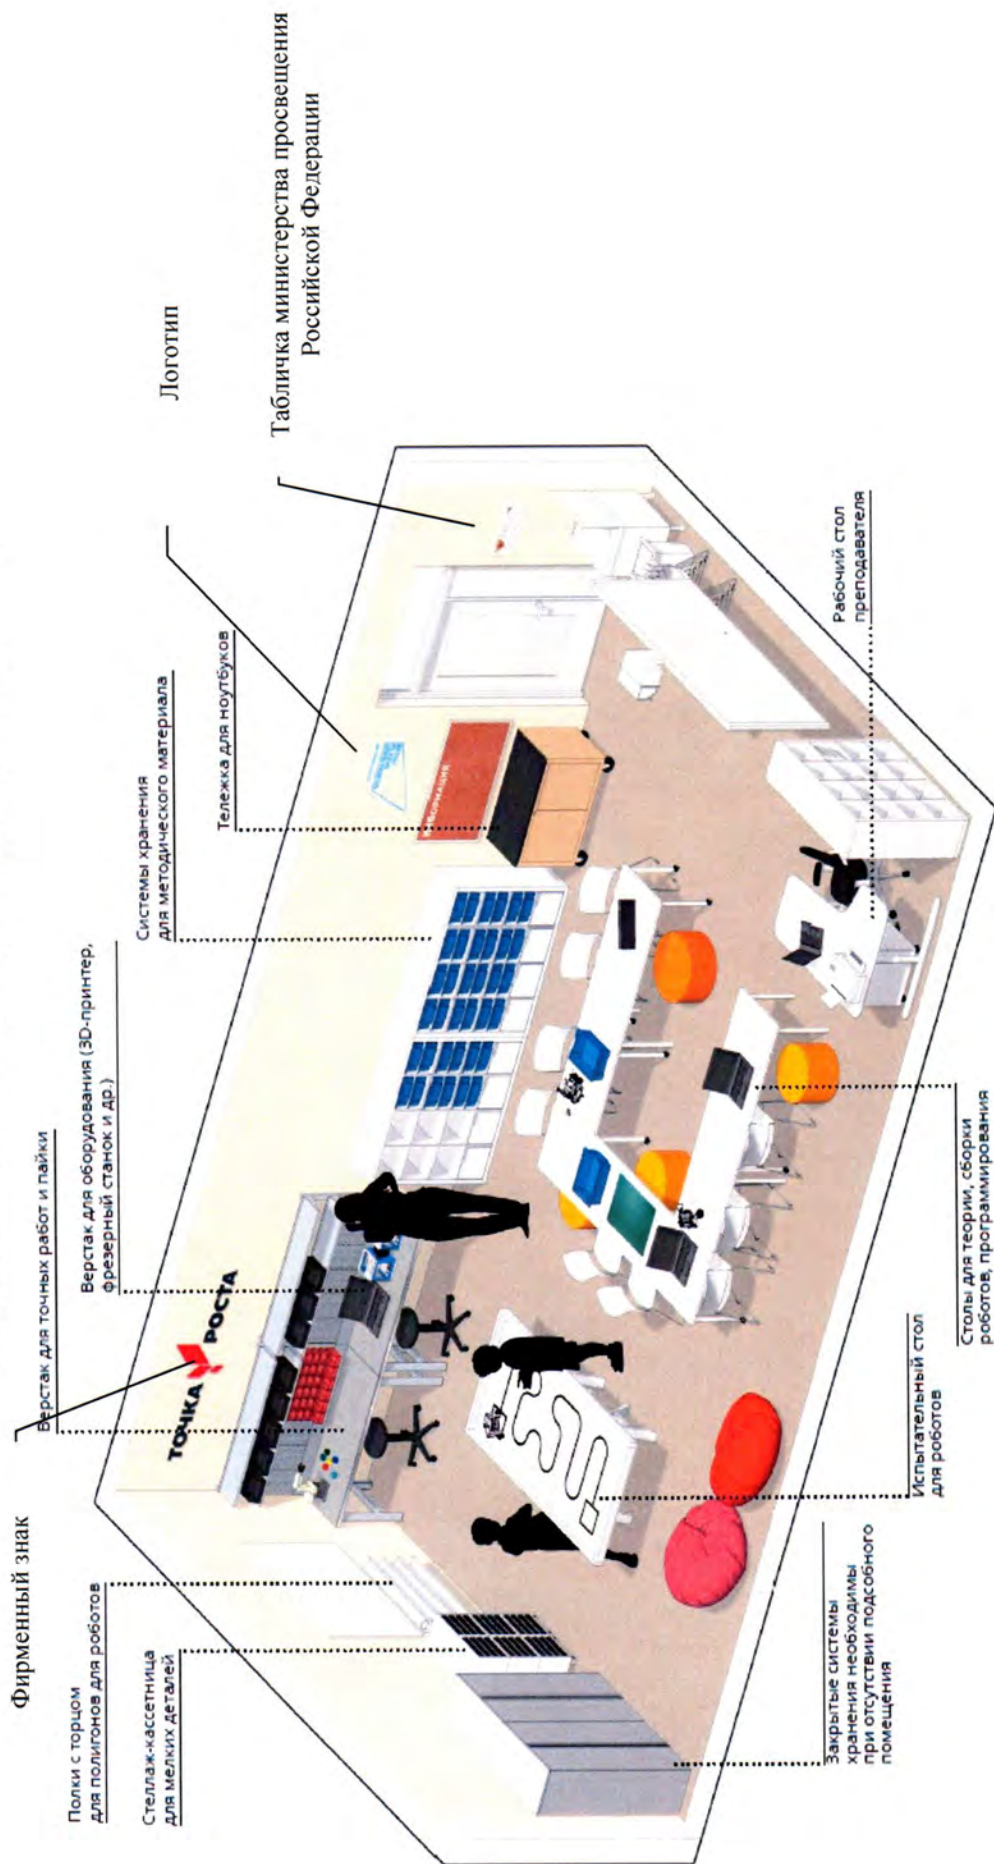 Фирменный знак
Логотип
Табличка министерства просвещения
Российской Федерации
Полки с торцом
для полигонов для роботов
Стеллаж-кассетница
для мелких деталей
Верстак для точных работ и пайки
Верстак для оборудования (3D-принтер,
фрезерный станок и др.)
Системы хранения
для методического материала
Тележка для ноутбуков
ТОЧКА РОСТА
ИНФОРМАЦИЯ
Закрытые системы
хранения необходимы
при отсутствии подсобного
помещения
Испытательный стол
для роботов
Столы для теории, сборки
роботов, программирования
Рабочий стол
преподавателя